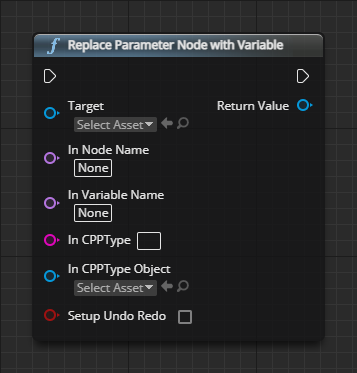 f Replace Parameter Node with Variable
Target Return Value
Select Asset
In Node Name
None
In Variable Name
None
In CPPType
In CPPType Object
Select Asset
Setup Undo Redo